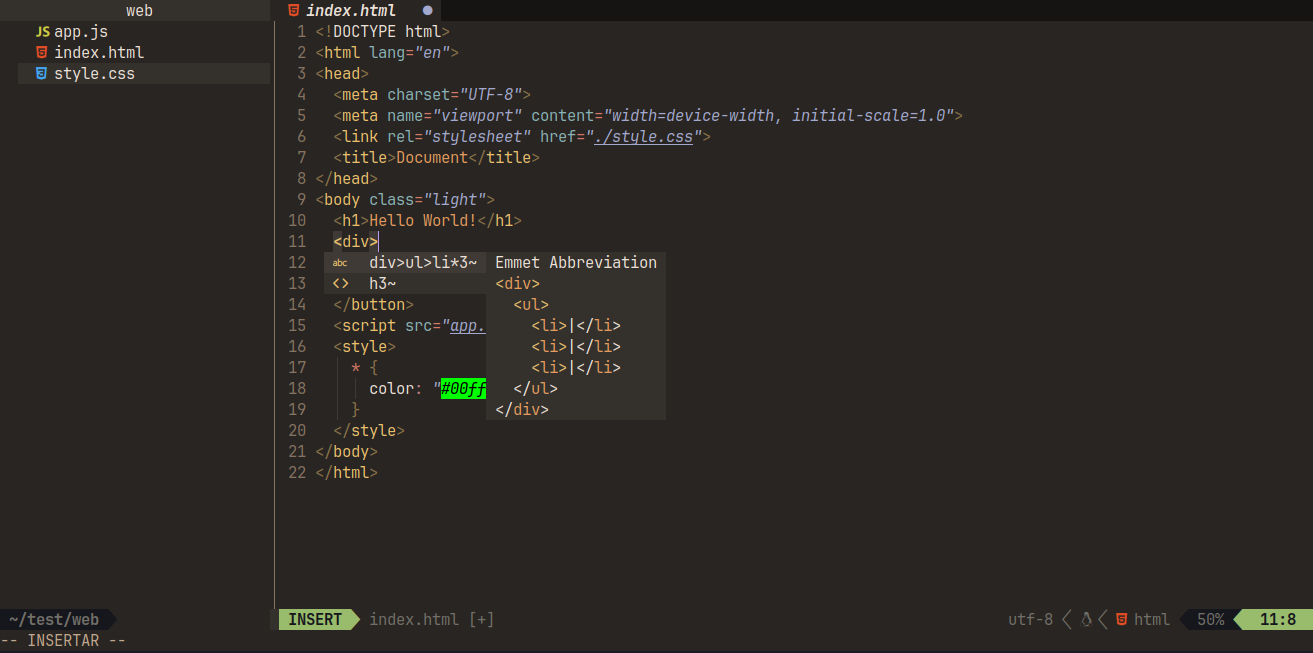 web
index.html
JS app.js
index.html
style.css
1 <!DOCTYPE html>
2 <html lang="en">
3 <head>
4 <meta charset="UTF-8">
5 <meta name="viewport" content="width=device-width, initial-scale=1.0">
6 <link rel="stylesheet" href="./style.css">
7 <title>Document</title>
8 </head>
9 <body class="light">
10 <h1>Hello World!</h1>
11 <div>
12 abc div>ul>li*3~ Emmet Abbreviation
13 <> h3~ <div>
14 </button> <ul>
15 <script src="app. <li>|</li>
16 <style> <li>|</li>
17 * { <li>|</li>
18 color: "#00ff </ul>
19 } </div>
20 </style>
21 </body>
22 </html>
~/test/web INSERT index.html [+] utf-8 html 50% 11:8
-- INSERTAR --